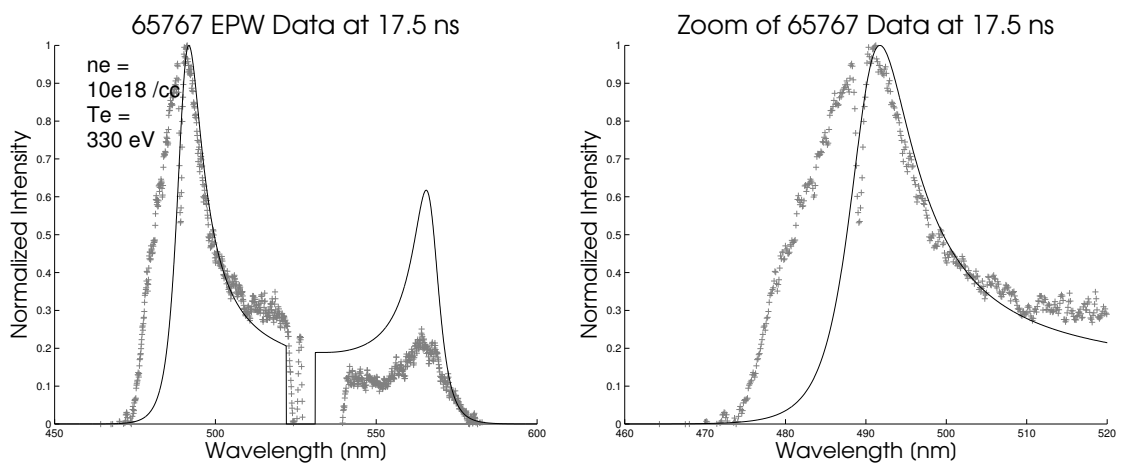 65767 EPW Data at 17.5 ns
ne =
10e18 /cc
Te =
330 eV
Normalized Intensity
1
0.9
0.8
0.7
0.6
0.5
0.4
0.3
0.2
0.1
0
450 500 550 600
Wavelength (nm)
Zoom of 65767 Data at 17.5 ns
Normalized Intensity
1
0.9
0.8
0.7
0.6
0.5
0.4
0.3
0.2
0.1
0
460 470 480 490 500 510 520
Wavelength (nm)